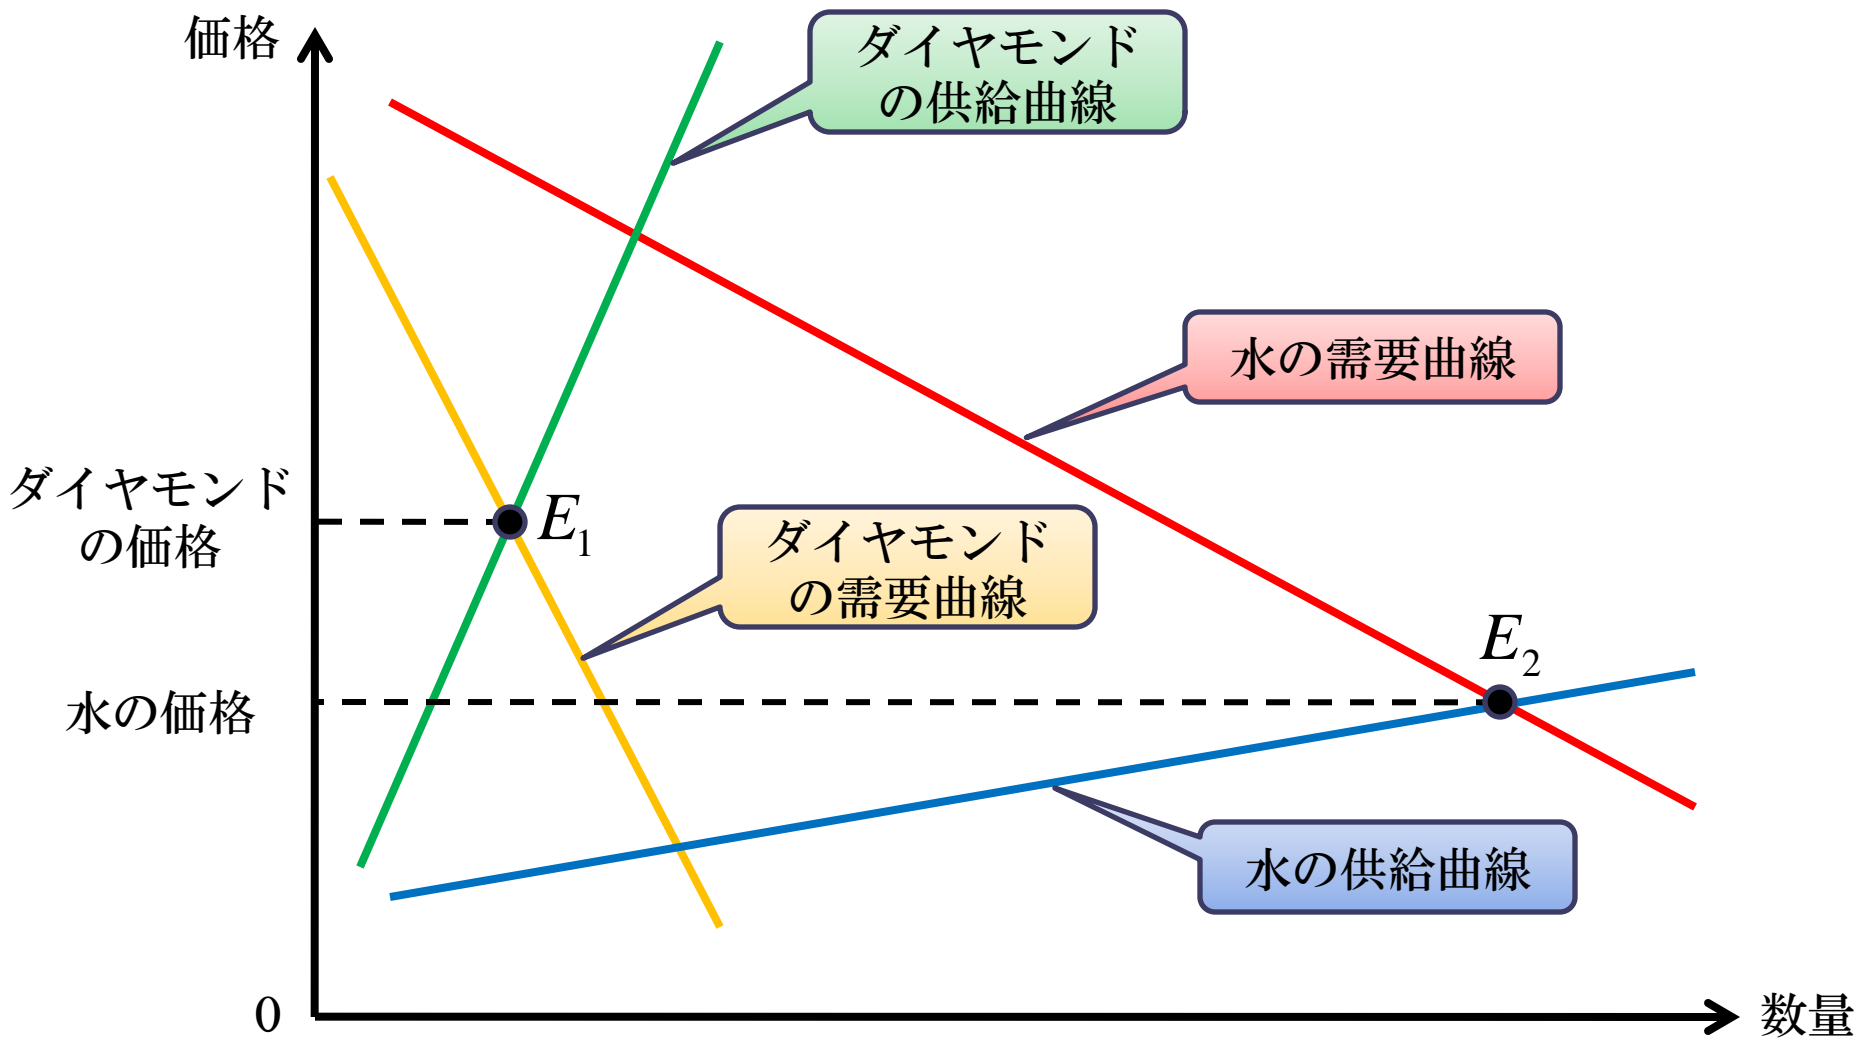 価格
ダイヤモンド
の供給曲線
水の需要曲線
ダイヤモンド
の価格
E1
ダイヤモンド
の需要曲線
E2
水の価格
水の供給曲線
0
数量